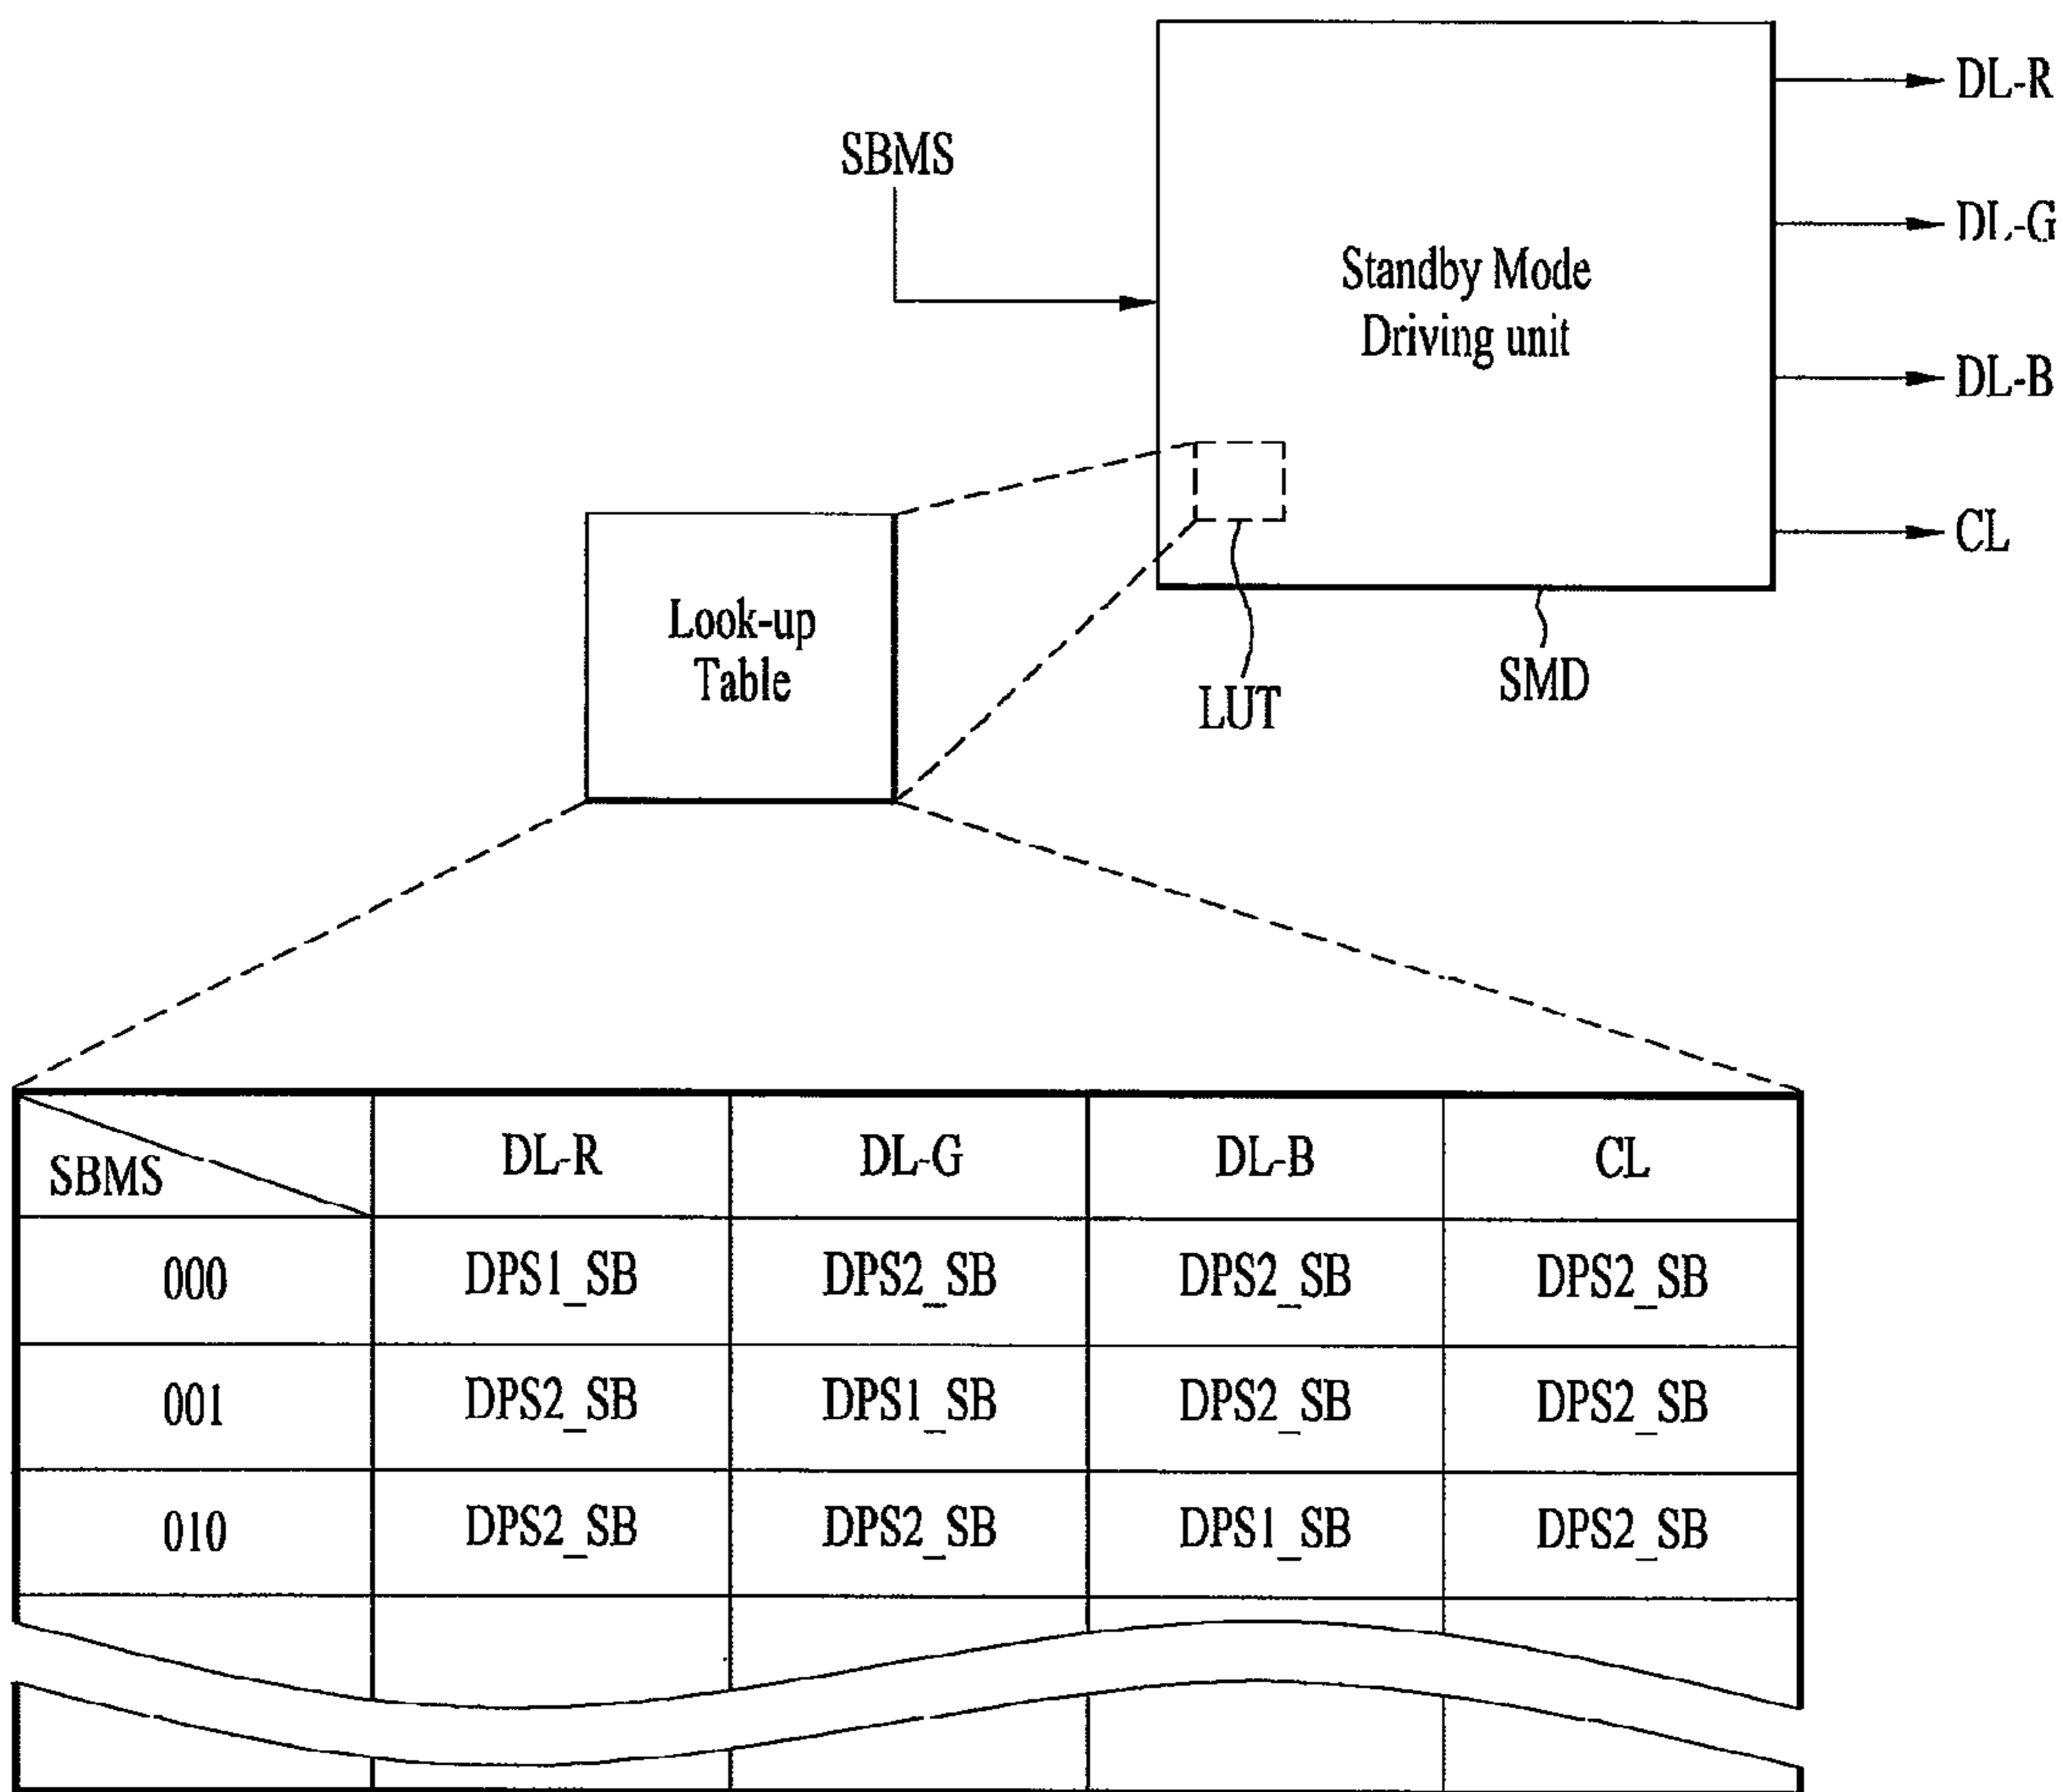 DL-R
SBMS
DL-G
Standby Mode
Driving unit
DL-B
CL
Look-up
Table
LUT
SMD
SBMS DL-R DL-G DL-B CL
000 DPS1_SB DPS2_SB DPS2_SB DPS2_SB
001 DPS2_SB DPS1_SB DPS2_SB DPS2_SB
010 DPS2_SB DPS2_SB DPS1_SB DPS2_SB